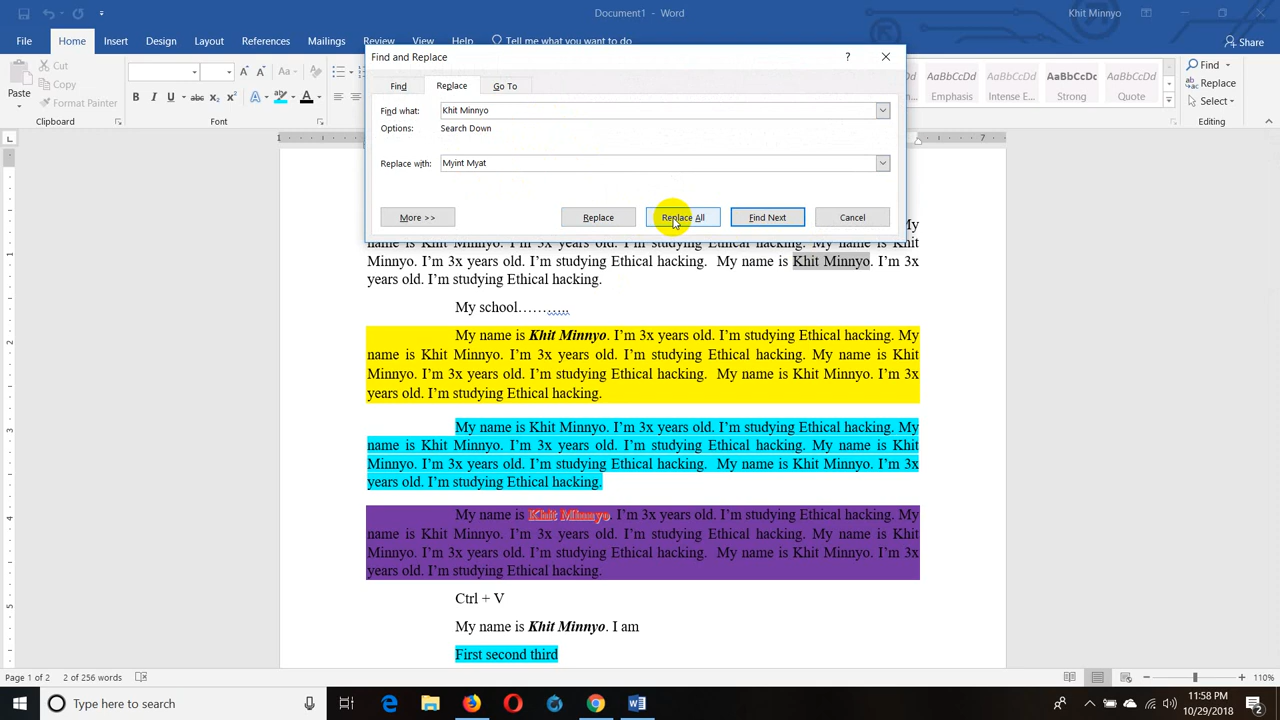 Document1 - Word
Khit Minnyo
File Home Insert Design Layout References Mailings Review View Help Tell me what you want to do
Find and Replace
Find Replace Go To
Find what: Khit Minnyo
Options: Search Down
Replace with: Myint Myat
More >> Replace Replace All Find Next Cancel
Paste
Cut
Copy
Format Painter
Clipboard
B I U
AaBbCcDd AaBbCcDd AaBbCcDd
Emphasis Strong Quote
Find
Replace
Select
Editing
My
name is Khit Minnyo. I'm 3x years old. I'm studying Ethical hacking. My name is Khit
Minnyo. I'm 3x years old. I'm studying Ethical hacking. My name is Khit Minnyo. I'm 3x
years old. I'm studying Ethical hacking.
My school………..
My name is Khit Minnyo. I'm 3x years old. I'm studying Ethical hacking. My
name is Khit Minnyo. I'm 3x years old. I'm studying Ethical hacking. My name is Khit
Minnyo. I'm 3x years old. I'm studying Ethical hacking. My name is Khit Minnyo. I'm 3x
years old. I'm studying Ethical hacking.
My name is Khit Minnyo. I'm 3x years old. I'm studying Ethical hacking. My
name is Khit Minnyo. I'm 3x years old. I'm studying Ethical hacking. My name is Khit
Minnyo. I'm 3x years old. I'm studying Ethical hacking. My name is Khit Minnyo. I'm 3x
years old. I'm studying Ethical hacking.
My name is Khit Minnyo. I'm 3x years old. I'm studying Ethical hacking. My
name is Khit Minnyo. I'm 3x years old. I'm studying Ethical hacking. My name is Khit
Minnyo. I'm 3x years old. I'm studying Ethical hacking. My name is Khit Minnyo. I'm 3x
years old. I'm studying Ethical hacking.
Ctrl + V
My name is Khit Minnyo. I am
First second third
Page 1 of 2 2 of 256 words
110%
Type here to search
11:58 PM
10/29/2018